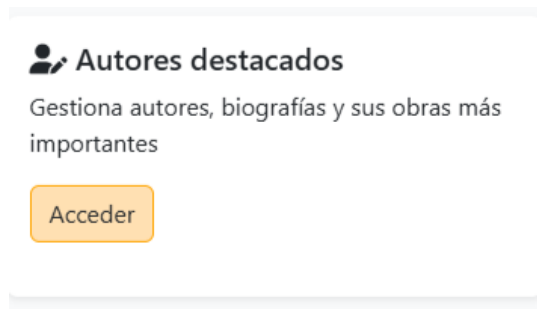 Autores destacados
Gestiona autores, biografías y sus obras más
importantes
Acceder